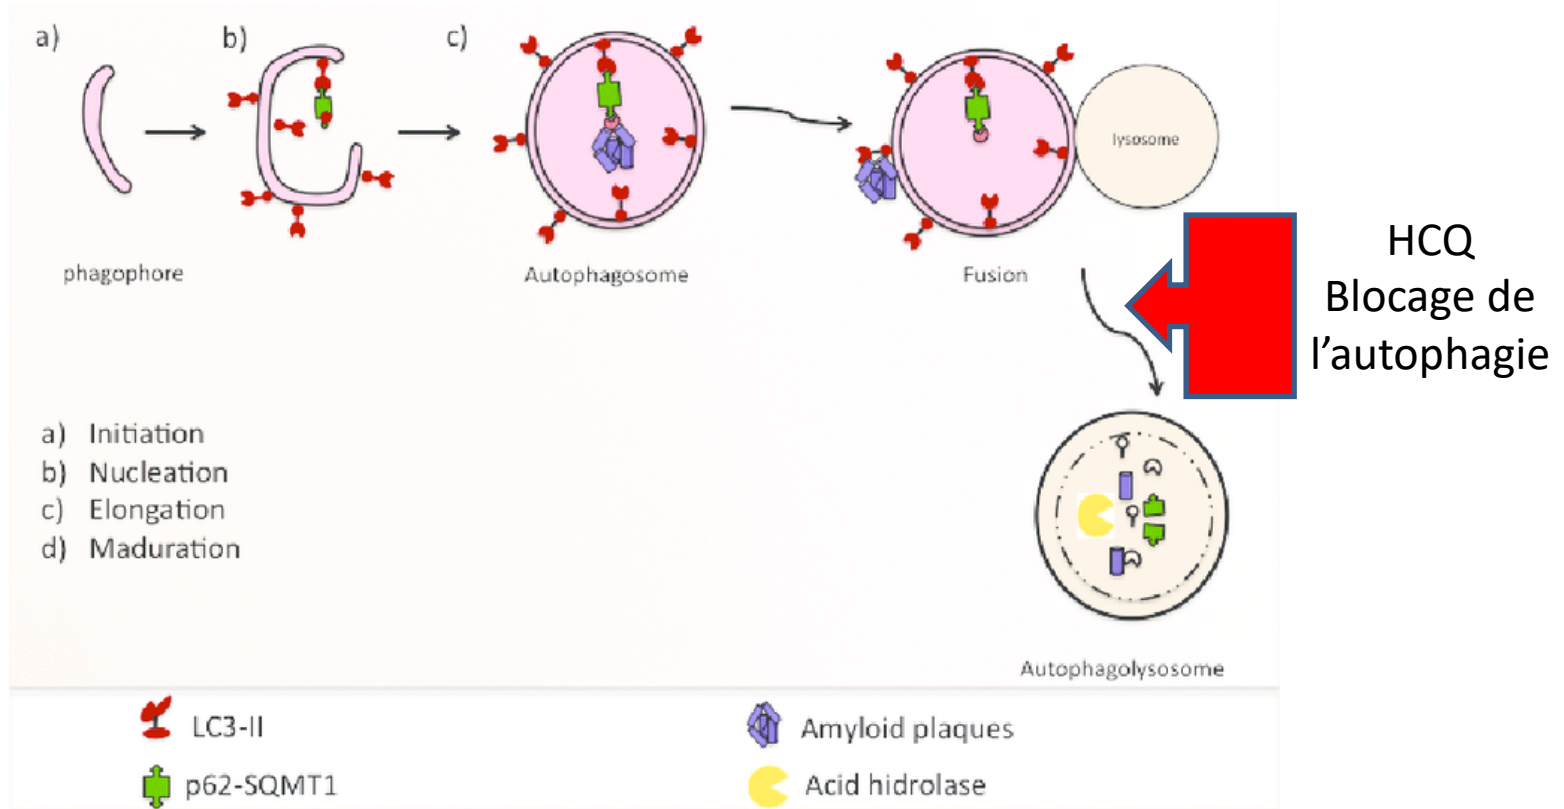 a)
b)
c)
lysosome
phagophore
Autophagosome
Fusion
HCQ
Blocage de
l’autophagie
a) Initiation
b) Nucleation
c) Elongation
d) Maduration
Autophagolysosome
LC3-II
Amyloid plaques
p62-SQMT1
Acid hidrolase